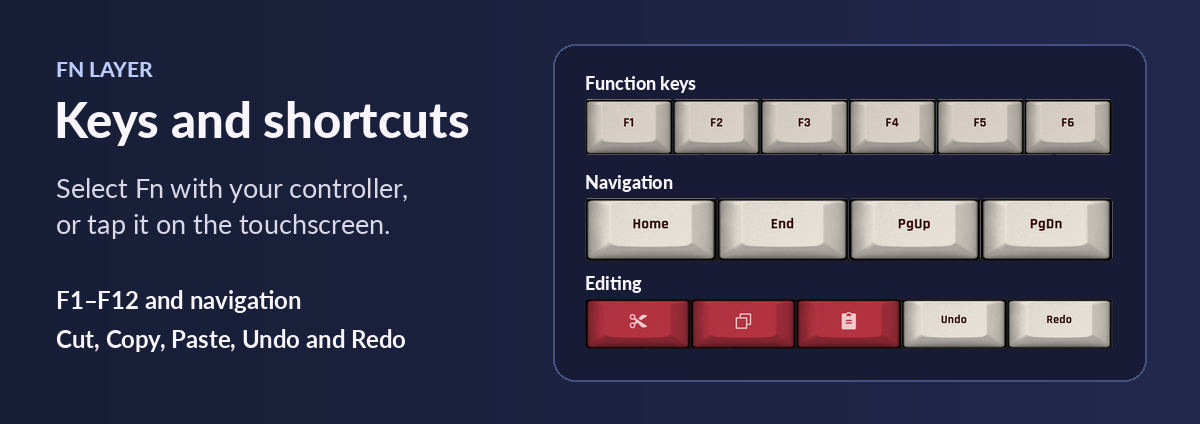 FN LAYER
Keys and shortcuts
Select Fn with your controller,
or tap it on the touchscreen.
F1–F12 and navigation
Cut, Copy, Paste, Undo and Redo
Function keys
F1 F2 F3 F4 F5 F6
Navigation
Home End PgUp PgDn
Editing
Undo Redo